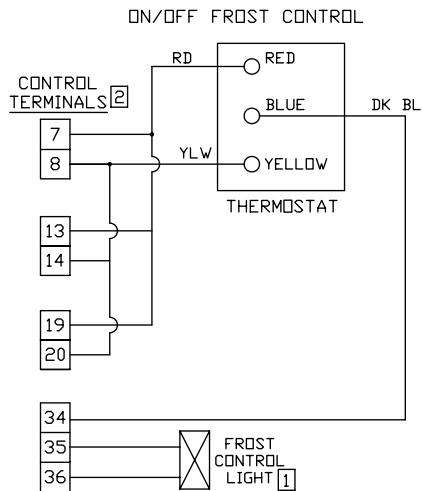 ON/OFF FROST CONTROL
RD
RED
CONTROL
TERMINALS 2
BLUE
DK BL
7
YLW
8
YELLOW
THERMOSTAT
13
14
19
20
34
35
36
FROST
CONTROL
LIGHT 1